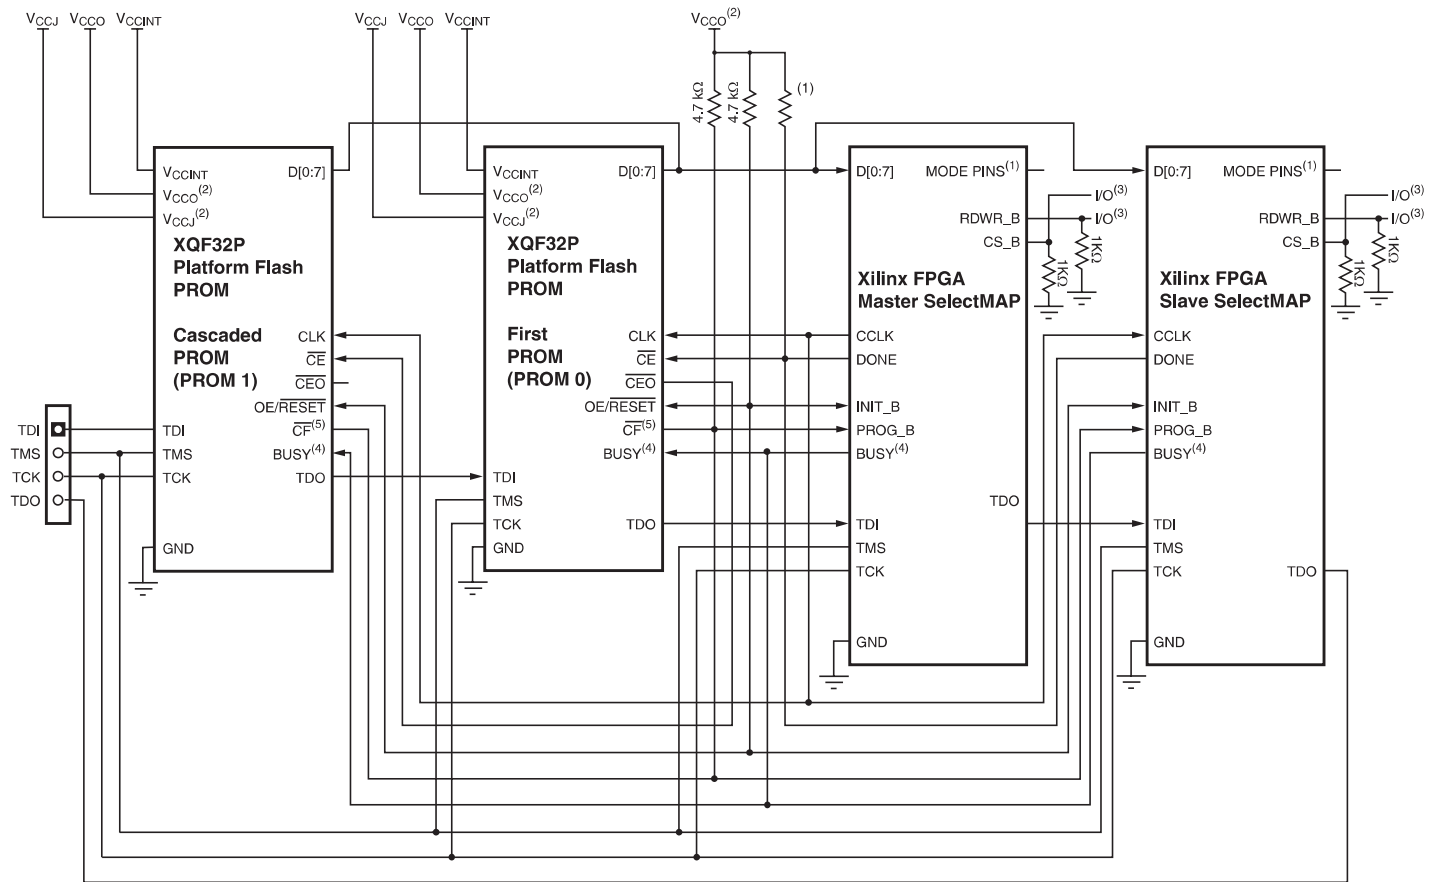 VCCJ VCCO VCCINT
VCCJ VCCO VCCINT
VCCO(2)
4.7 kΩ
4.7 kΩ
(1)
VCCINT
VCCO(2)
VCCJ(2)
D[0:7]
XQF32P
Platform Flash
PROM
Cascaded
PROM
(PROM 1)
CLK
CE
CEO
OE/RESET
CF(5)
BUSY(4)
TDO
TDI
TMS
TCK
GND
TDI
TMS
TCK
TDO
VCCINT
VCCO(2)
VCCJ(2)
D[0:7]
XQF32P
Platform Flash
PROM
First
PROM
(PROM 0)
CLK
CE
CEO
OE/RESET
CF(5)
BUSY(4)
TDI
TMS
TCK
TDO
GND
D[0:7]
MODE PINS(1)
RDWR_B
CS_B
I/O(3)
I/O(3)
1KΩ
1KΩ
Xilinx FPGA
Master SelectMAP
CCLK
DONE
INIT_B
PROG_B
BUSY(4)
TDO
TDI
TMS
TCK
GND
D[0:7]
MODE PINS(1)
RDWR_B
CS_B
I/O(3)
I/O(3)
1KΩ
1KΩ
Xilinx FPGA
Slave SelectMAP
CCLK
DONE
INIT_B
PROG_B
BUSY(4)
TDI
TMS
TCK
TDO
GND